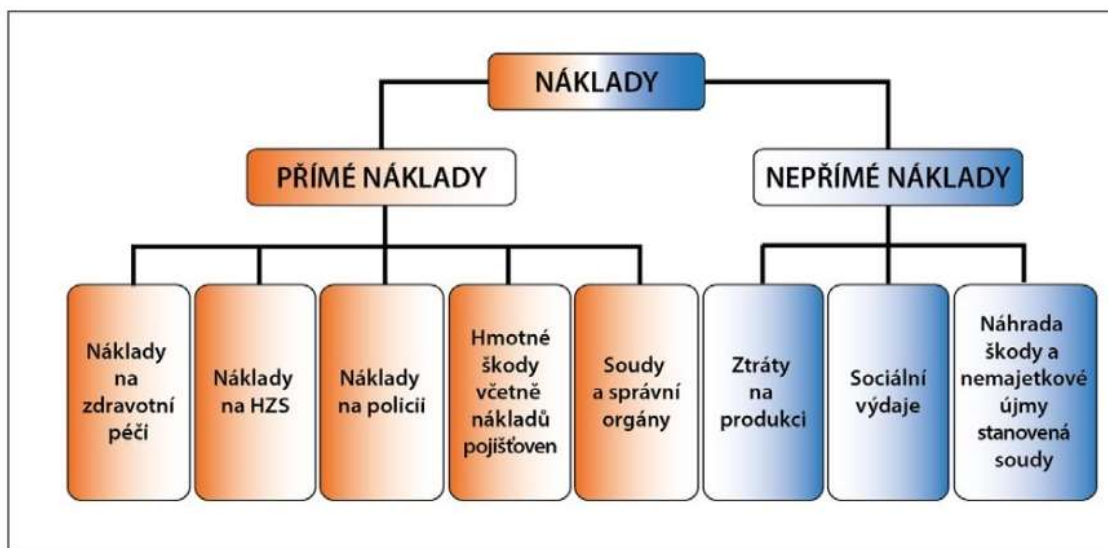 NÁKLADY
PŘÍMÉ NÁKLADY
NEPŘÍMÉ NÁKLADY
Náklady
na
zdravotní
péčí
Náklady
na HZS
Náklady
na policii
Hmotné
škody
včetně
nákladů
pojišťoven
Soudy
a správní
orgány
Ztráty
na
produkci
Sociální
výdaje
Náhrada
škody a
nemajetkové
újmy
stanovená
soudy